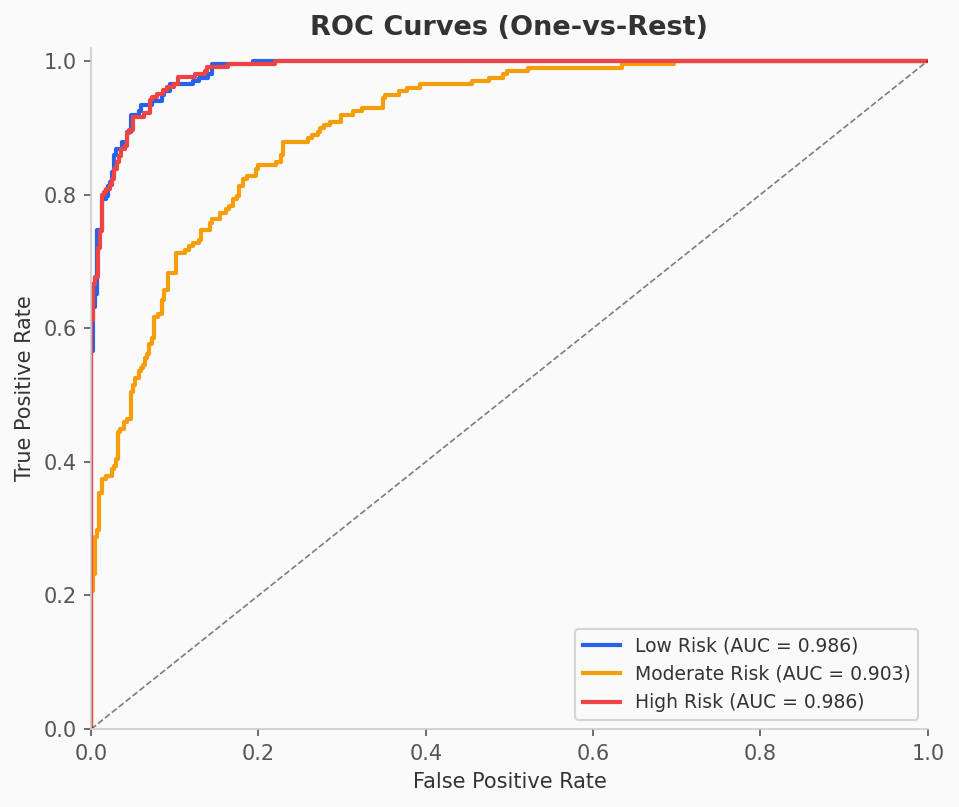 ROC Curves (One-vs-Rest)
1.0
0.8
0.6
0.4
0.2
0.0
True Positive Rate
0.0 0.2 0.4 0.6 0.8 1.0
False Positive Rate
Low Risk (AUC = 0.986)
Moderate Risk (AUC = 0.903)
High Risk (AUC = 0.986)